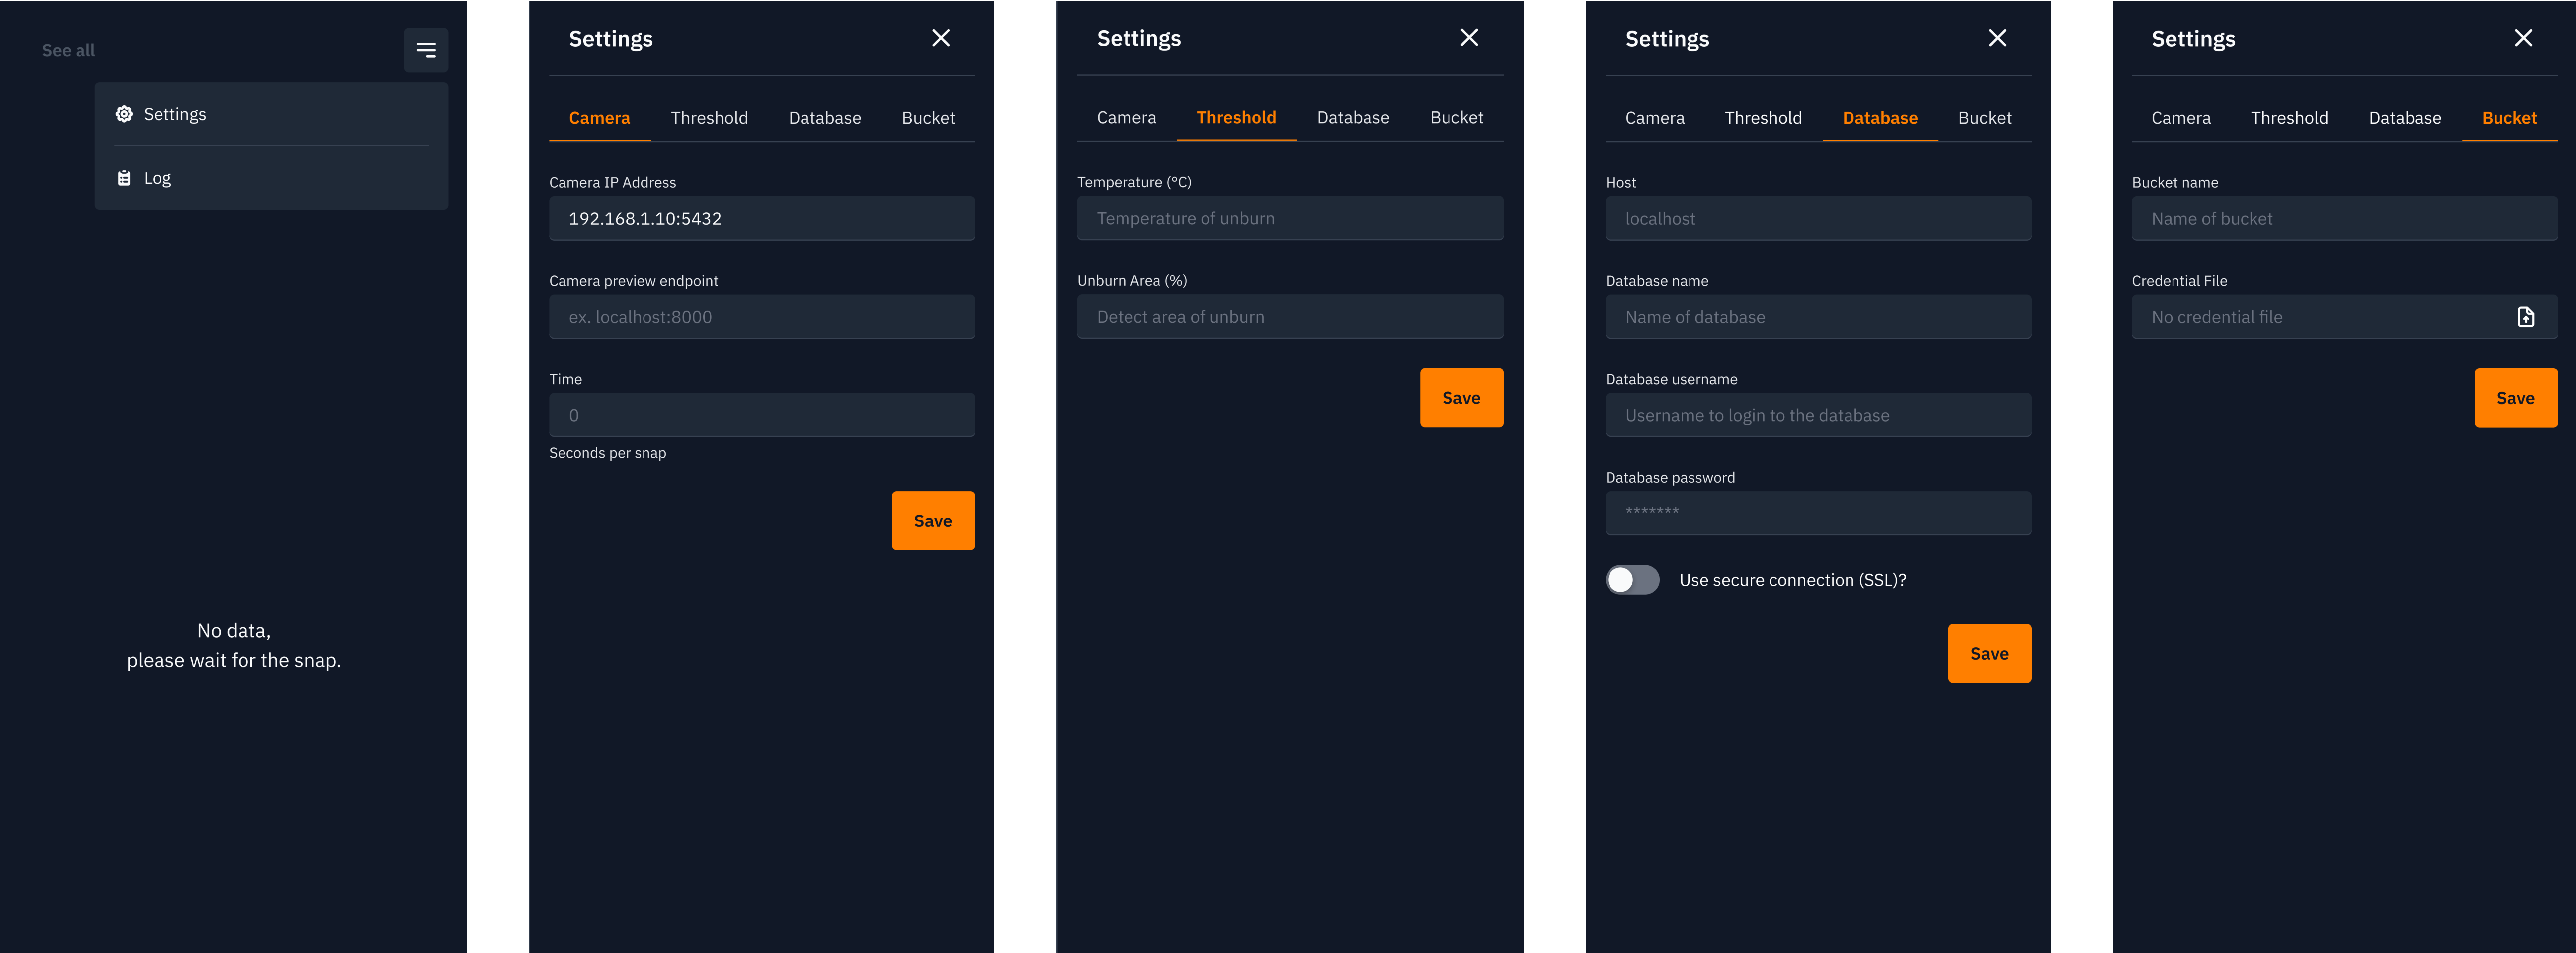 See all
Settings
Log
No data,
please wait for the snap.
Settings
Camera Threshold Database Bucket
Camera IP Address
192.168.1.10:5432
Camera preview endpoint
ex. localhost:8000
Time
0
Seconds per snap
Save
Settings
Camera Threshold Database Bucket
Temperature (°C)
Temperature of unburn
Unburn Area (%)
Detect area of unburn
Save
Settings
Camera Threshold Database Bucket
Host
localhost
Database name
Name of database
Database username
Username to login to the database
Database password
*******
Use secure connection (SSL)?
Save
Settings
Camera Threshold Database Bucket
Bucket name
Name of bucket
Credential File
No credential file
Save